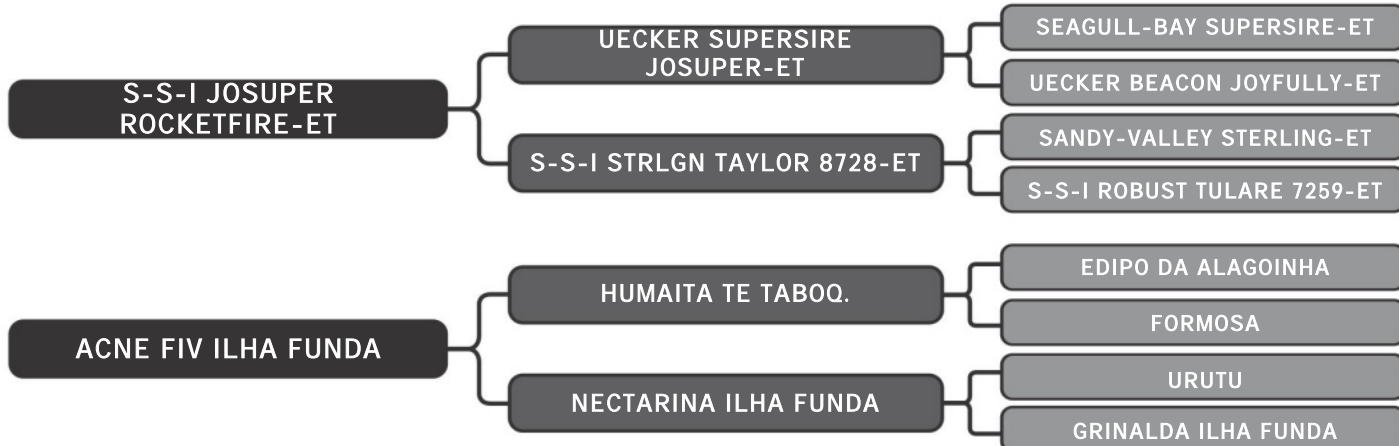 S-S-I JOSUPER
ROCKETFIRE-ET
UECKER SUPERSIRE
JOSUPER-ET
SEAGULL-BAY SUPERSIRE-ET
UECKER BEACON JOYFULLY-ET
S-S-I STRLGN TAYLOR 8728-ET
SANDY-VALLEY STERLING-ET
S-S-I ROBUST TULARE 7259-ET
ACNE FIV ILHA FUNDA
HUMAITA TE TABOQ.
EDIPO DA ALAGOINHA
FORMOSA
NECTARINA ILHA FUNDA
URUTU
GRINALDA ILHA FUNDA